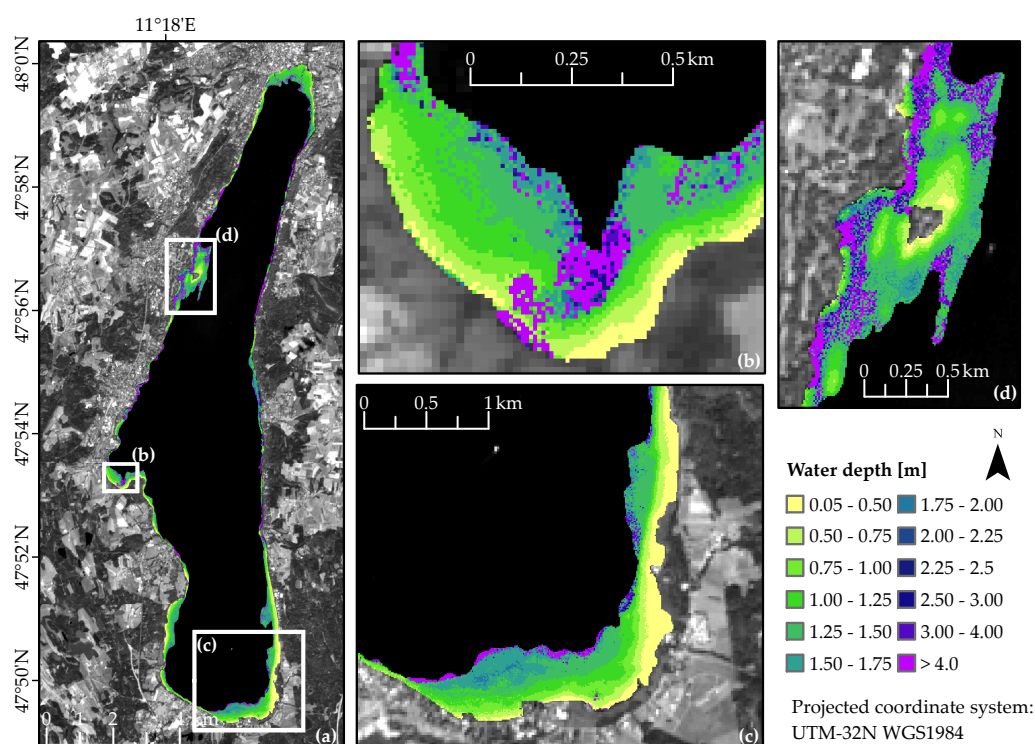 11°18'E
48°0'N
47°58'N
47°56'N
47°54'N
47°52'N
47°50'N
(d)
(b)
(c)
0 1 2 4
(a)
0 0.25 0.5 km
(b)
0 0.5 1 km
(c)
0 0.25 0.5 km
(d)
N
Water depth [m]
0.05 - 0.50 1.75 - 2.00
0.50 - 0.75 2.00 - 2.25
0.75 - 1.00 2.25 - 2.5
1.00 - 1.25 2.50 - 3.00
1.25 - 1.50 3.00 - 4.00
1.50 - 1.75 > 4.0
Projected coordinate system:
UTM-32N WGS1984